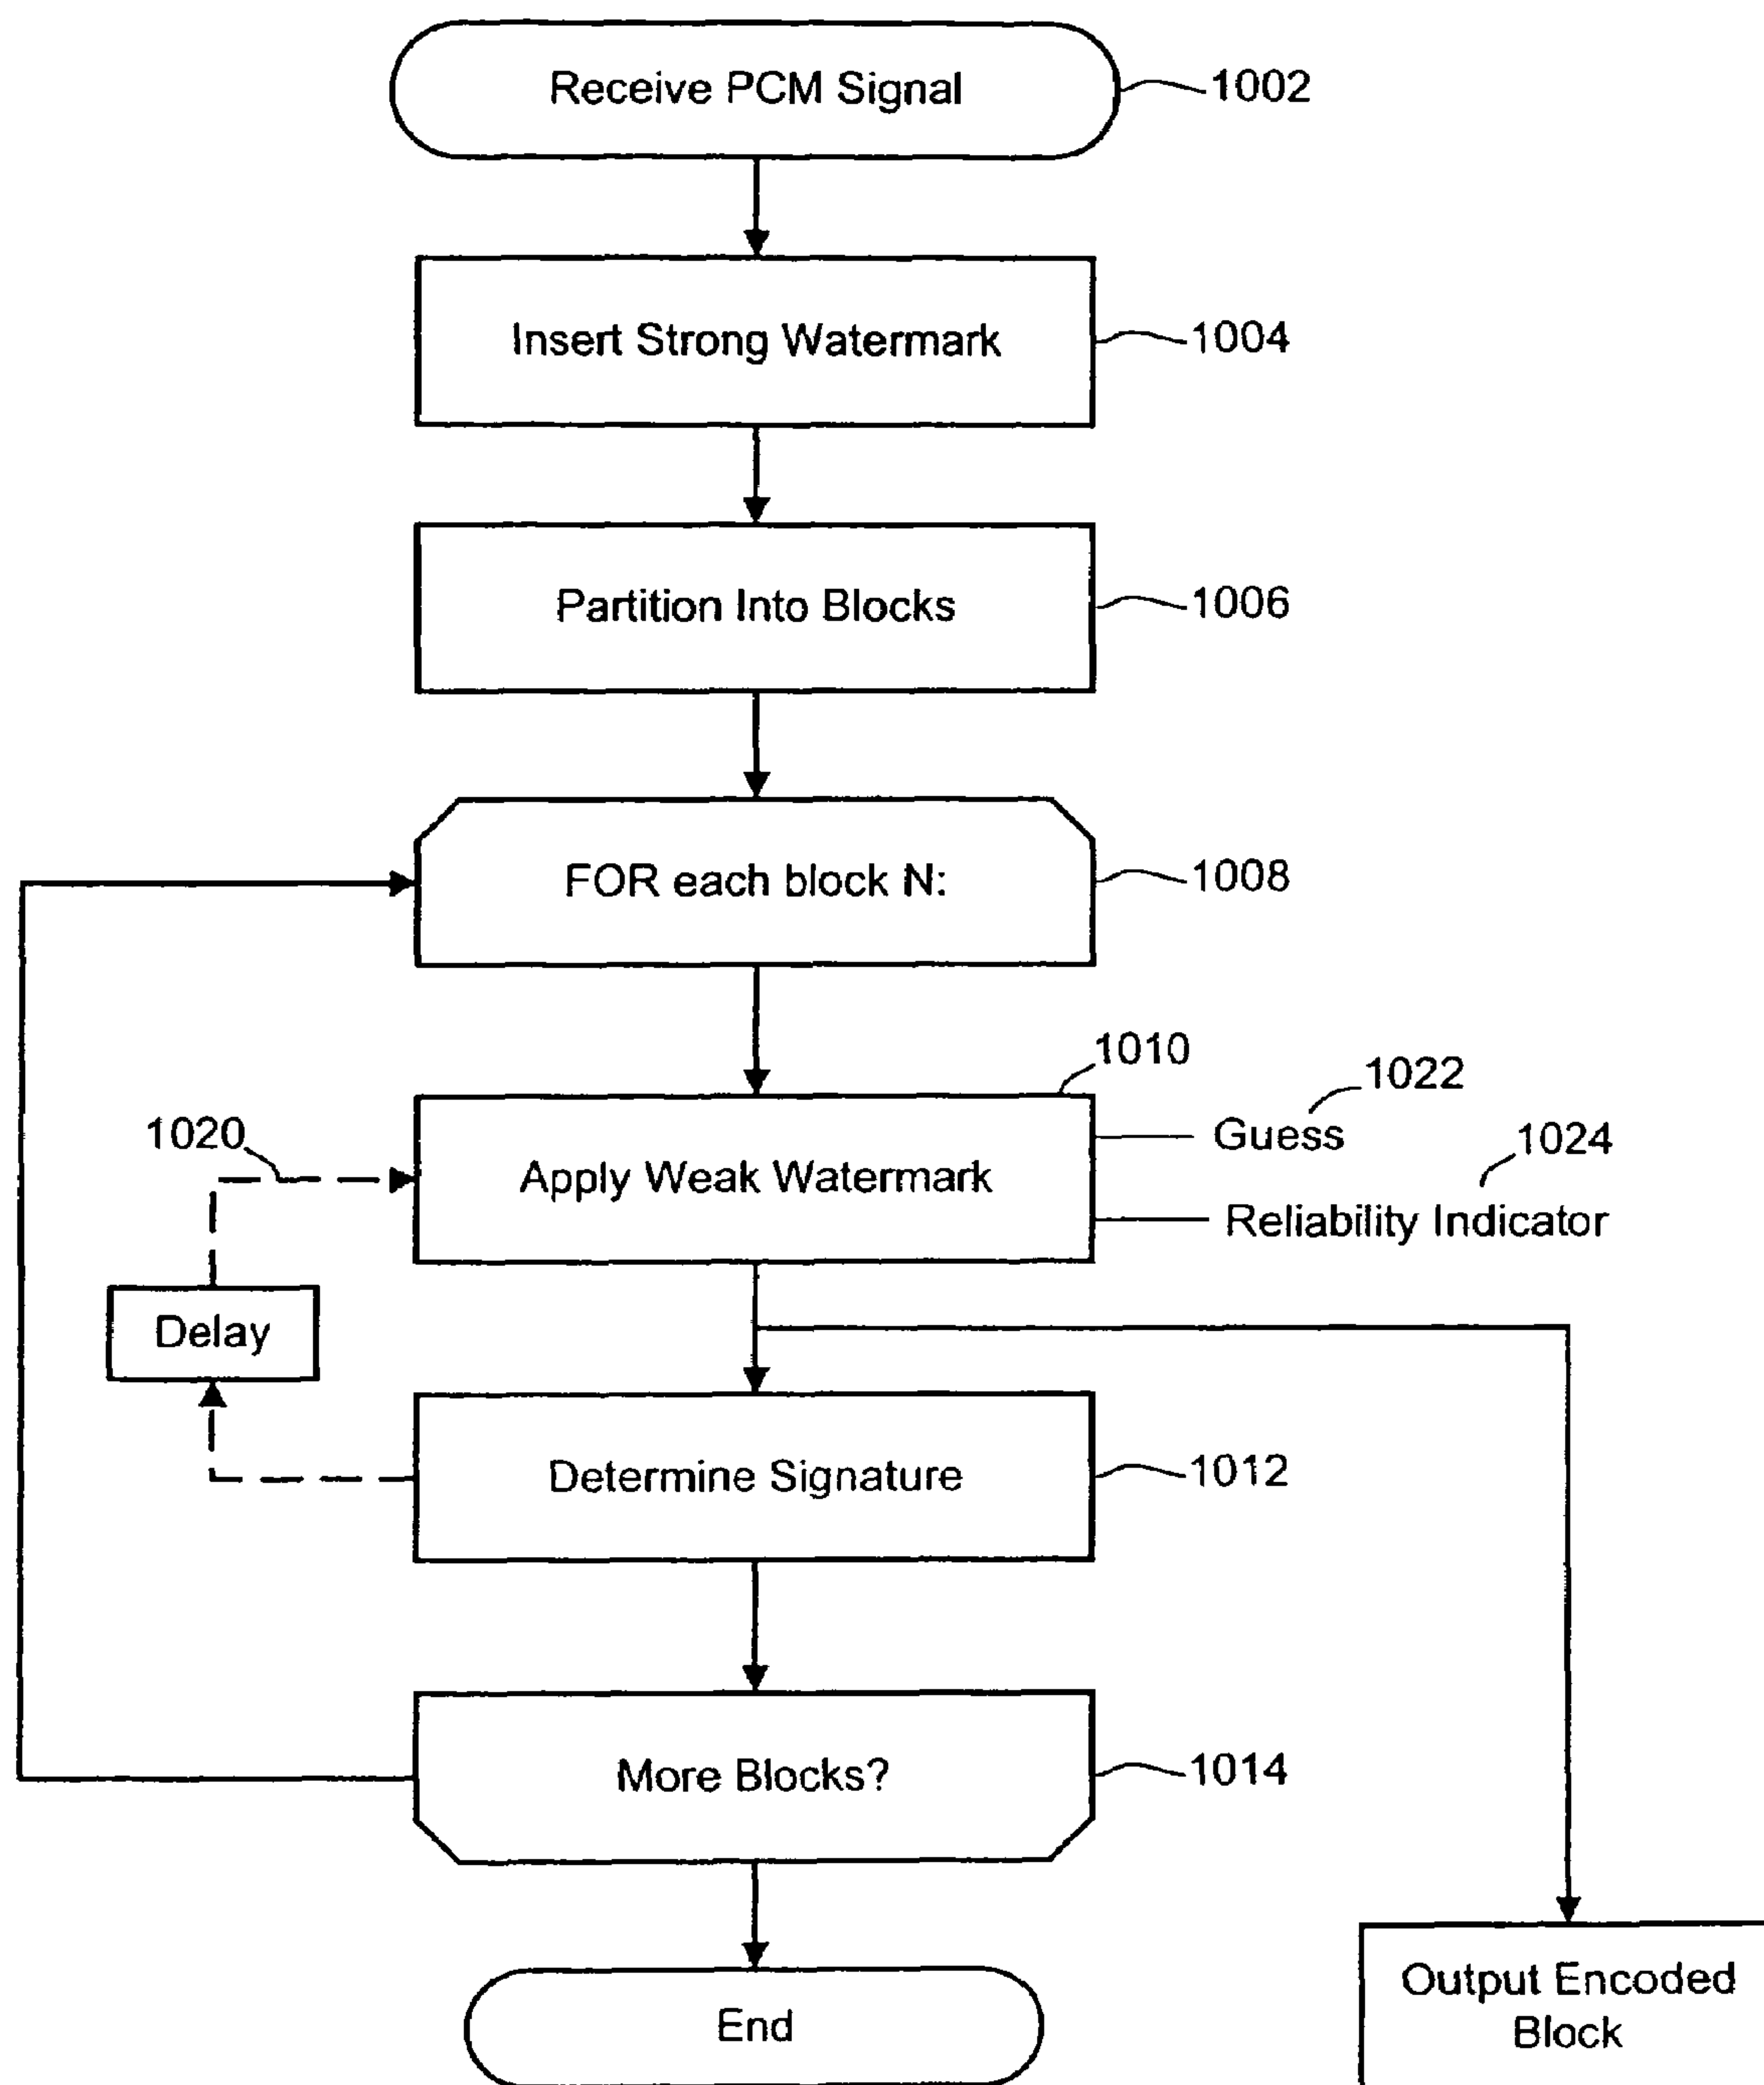 Receive PCM Signal
1002
Insert Strong Watermark
1004
Partition Into Blocks
1006
FOR each block N:
1008
1010
1022
Guess
1020
1024
Apply Weak Watermark
Reliability Indicator
Delay
Determine Signature
1012
More Blocks?
1014
End
Output Encoded
Block